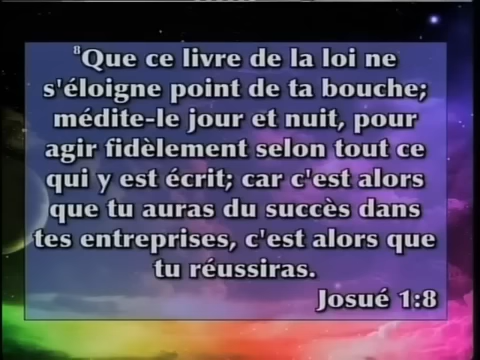 ⁸Que ce livre de la loi ne
s'éloigne point de ta bouche;
médite-le jour et nuit, pour
agir fidèlement selon tout ce
qui y est écrit; car c'est alors
que tu auras du succès dans
tes entreprises, c'est alors que
tu réussiras.
Josué 1:8